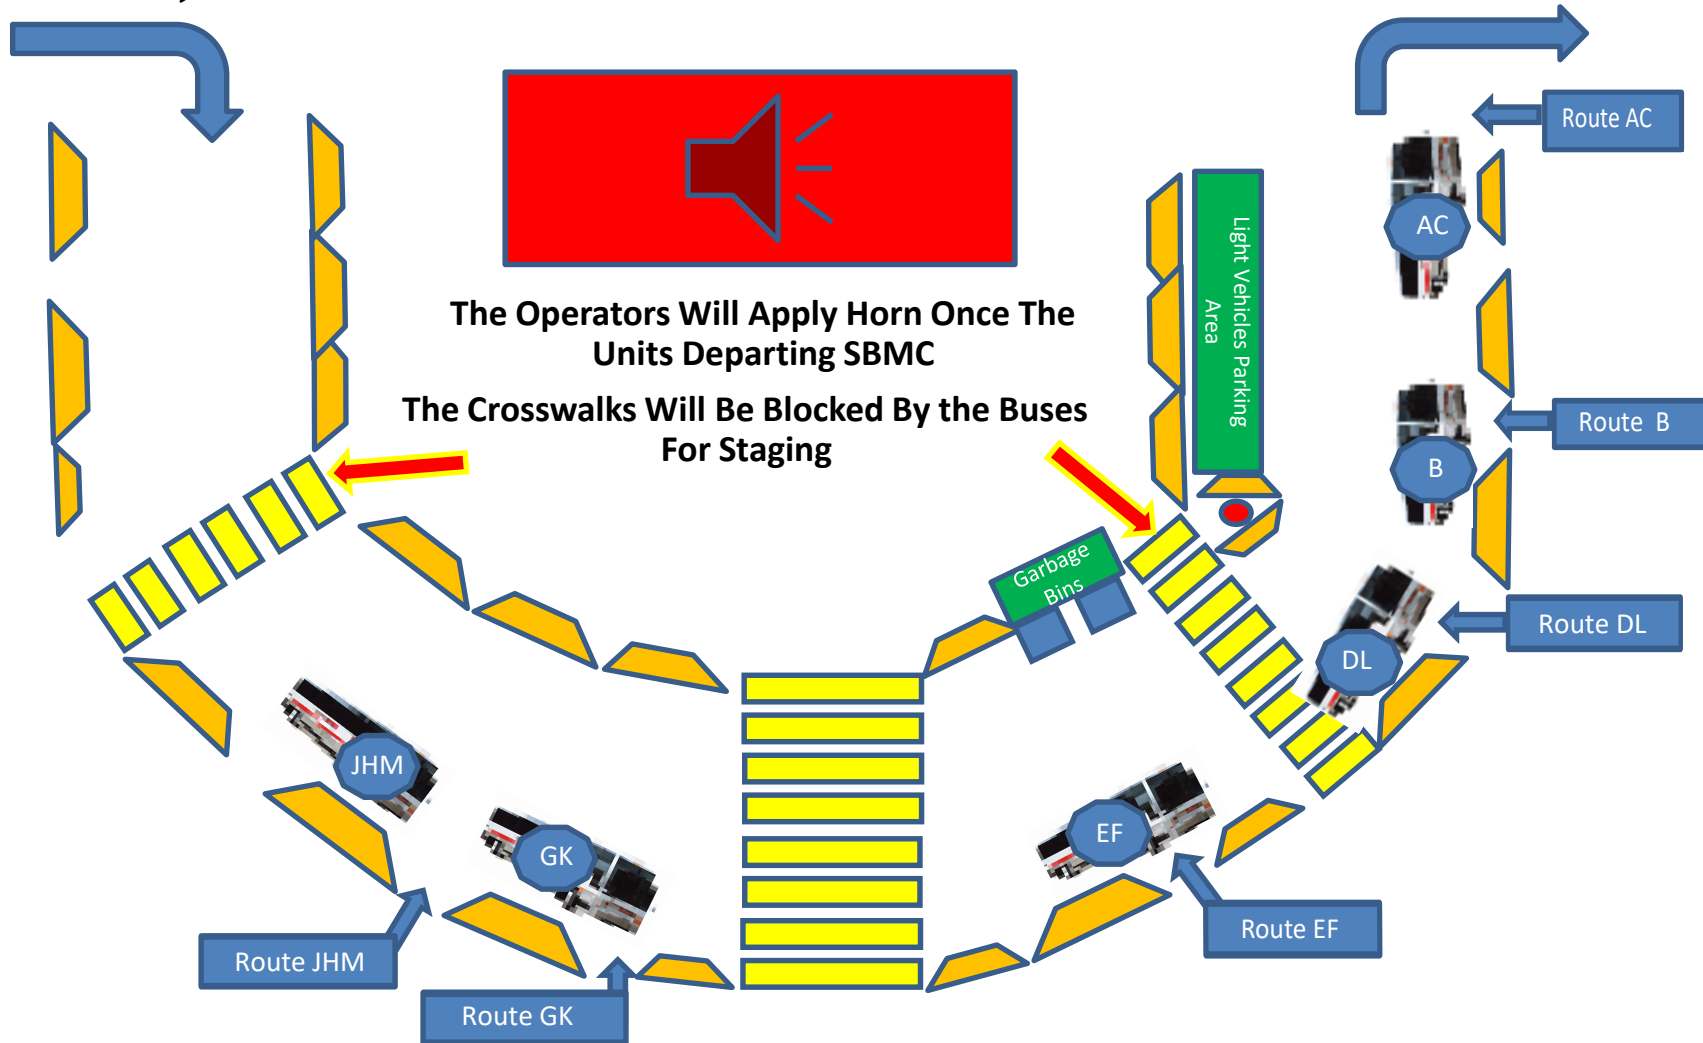 Route AC
AC
Light Vehicles Parking
Area
The Operators Will Apply Horn Once The
Units Departing SBMC
The Crosswalks Will Be Blocked By the Buses
For Staging
Route B
B
Garbage
Bins
Route DL
DL
JHM
GK
EF
Route EF
Route JHM
Route GK